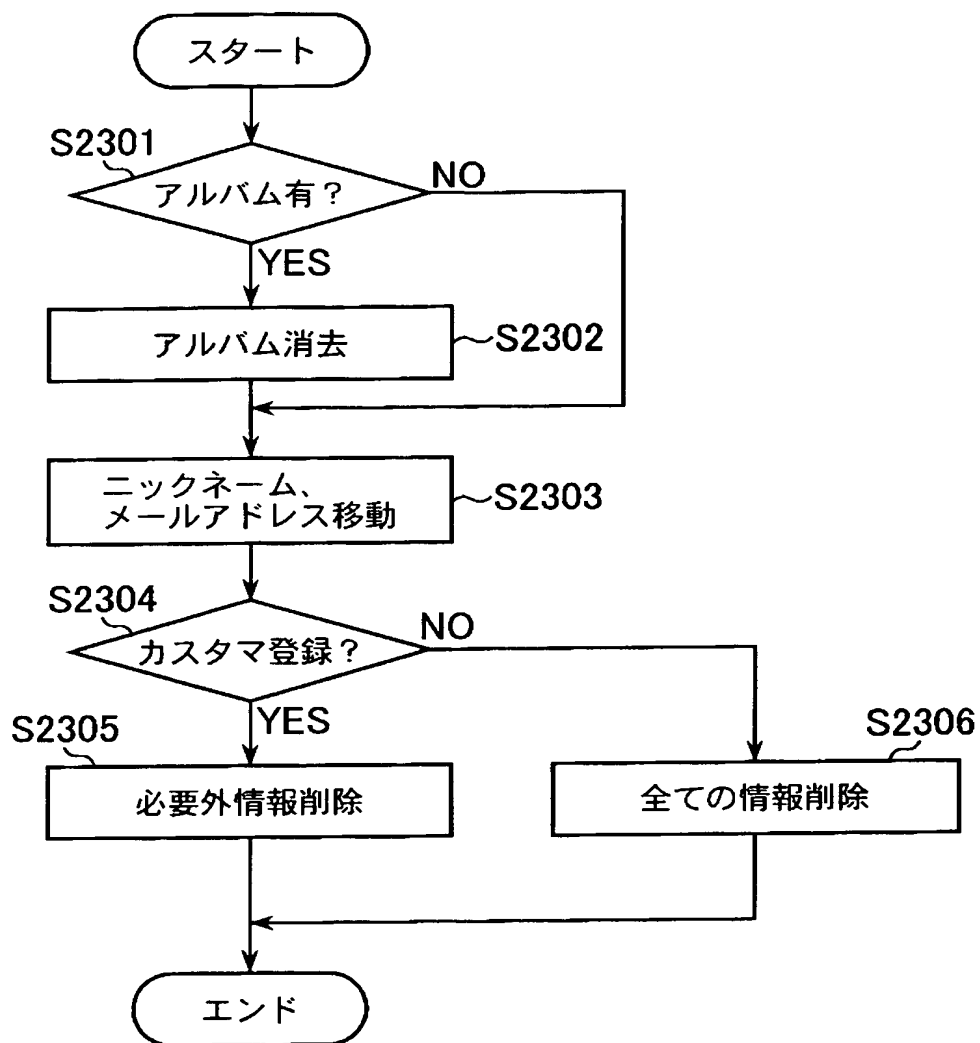 スタート
S2301
アルバム有？
NO
YES
アルバム消去
S2302
ニックネーム、
メールアドレス移動
S2303
S2304
カスタマ登録？
NO
YES
S2305
必要外情報削除
S2306
全ての情報削除
エンド